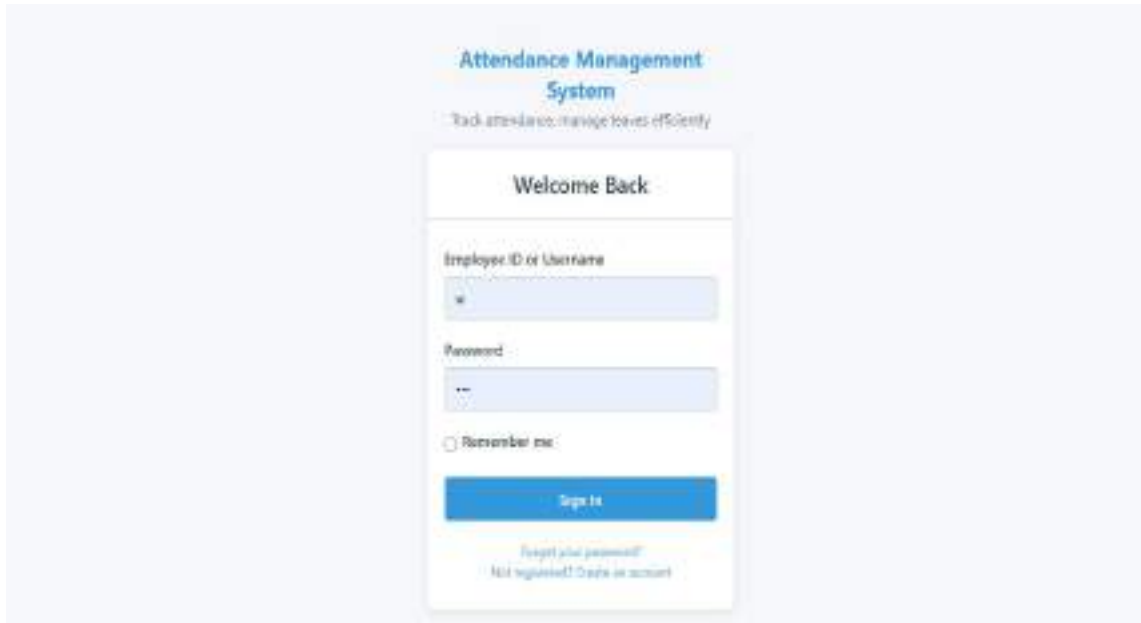 Attendance Management
System
Track attendance, manage leaves efficiently
Welcome Back
Employee ID or Username
Password
•••
Remember me
Sign In
Forgot your password?
Not registered? Create an account